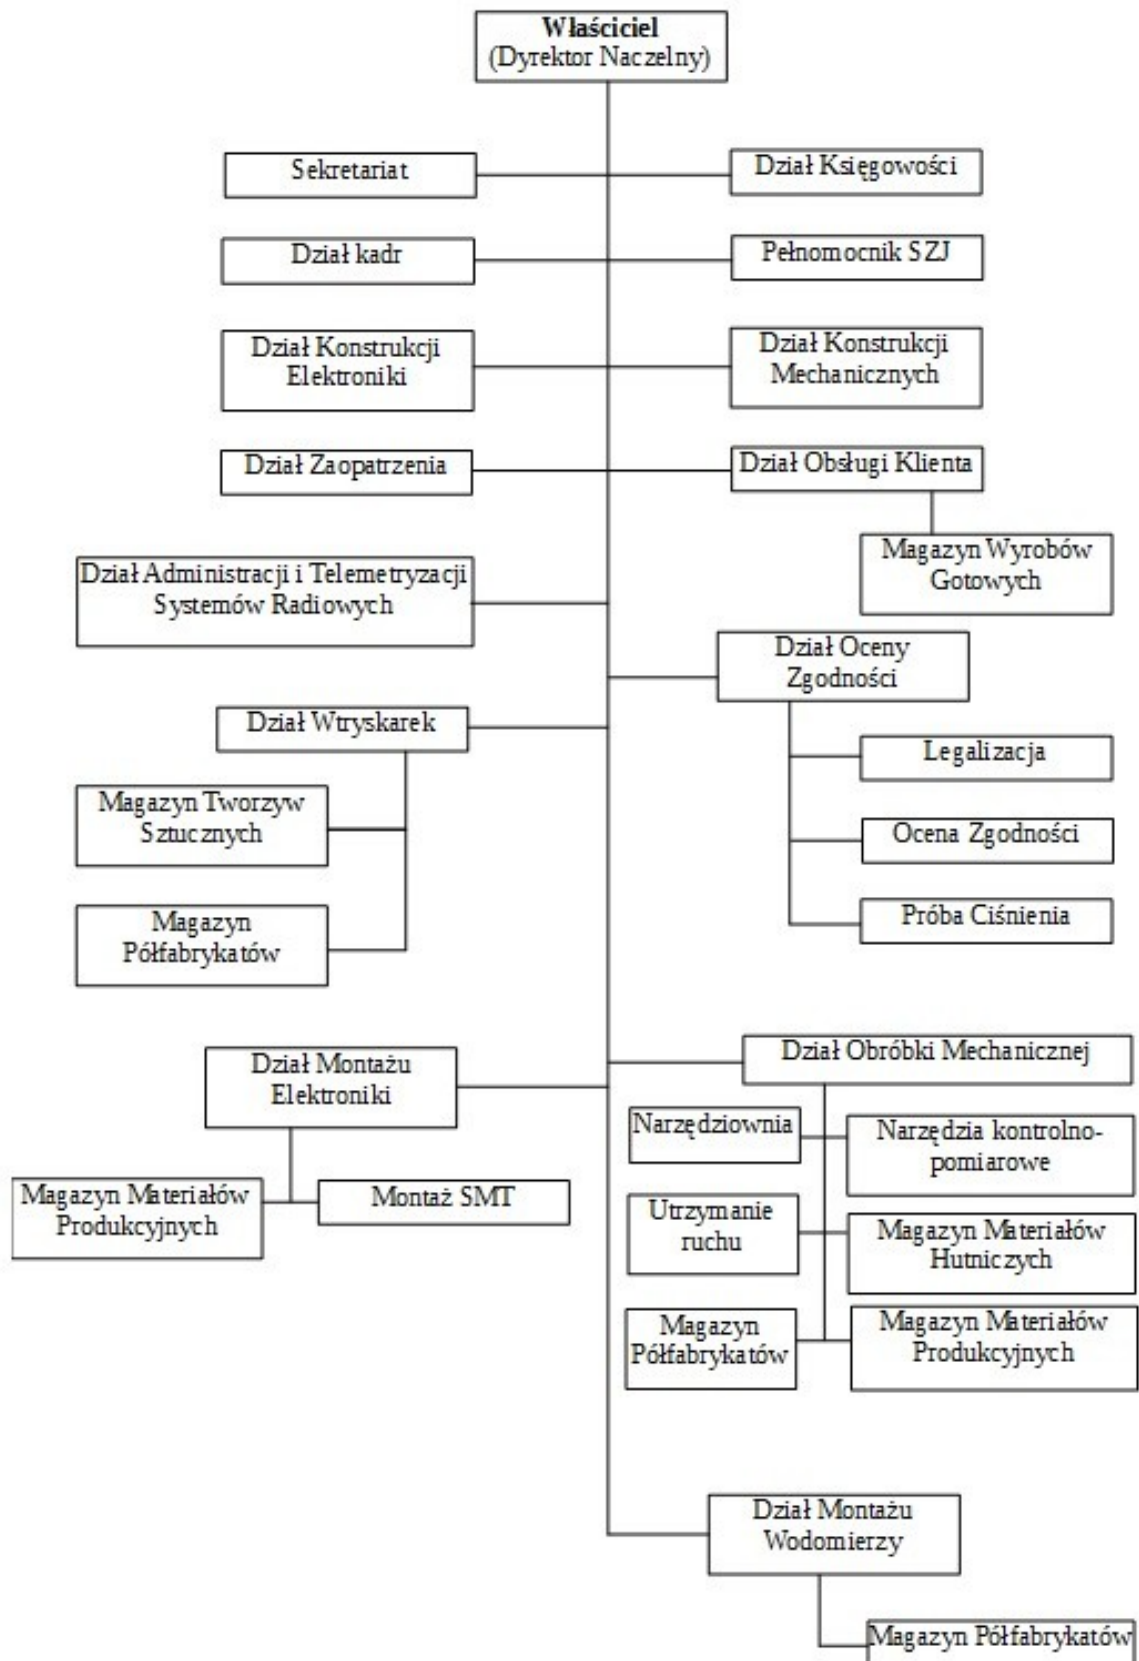 Właściciel
(Dyrektor Naczelny)
Sekretariat
Dział Księgowości
Dział kadr
Pełnomocnik SZJ
Dział Konstrukcji
Elektroniki
Dział Konstrukcji
Mechanicznych
Dział Zaopatrzenia
Dział Obsługi Klienta
Magazyn Wyrobów
Gotowych
Dział Administracji i Telemetryzacji
Systemów Radiowych
Dział Oceny
Zgodności
Dział Wtryskarek
Legalizacja
Magazyn Tworzyw
Sztucznych
Ocena Zgodności
Magazyn
Półfabrykatów
Próba Ciśnienia
Dział Montażu
Elektroniki
Dział Obróbki Mechanicznej
Narzędziownia
Narzędzia kontrolno-
pomiarowe
Magazyn Materiałów
Produkcyjnych
Montaż SMT
Utrzymanie
ruchu
Magazyn Materiałów
Hutniczych
Magazyn
Półfabrykatów
Magazyn Materiałów
Produkcyjnych
Dział Montażu
Wodomierzy
Magazyn Półfabrykatów